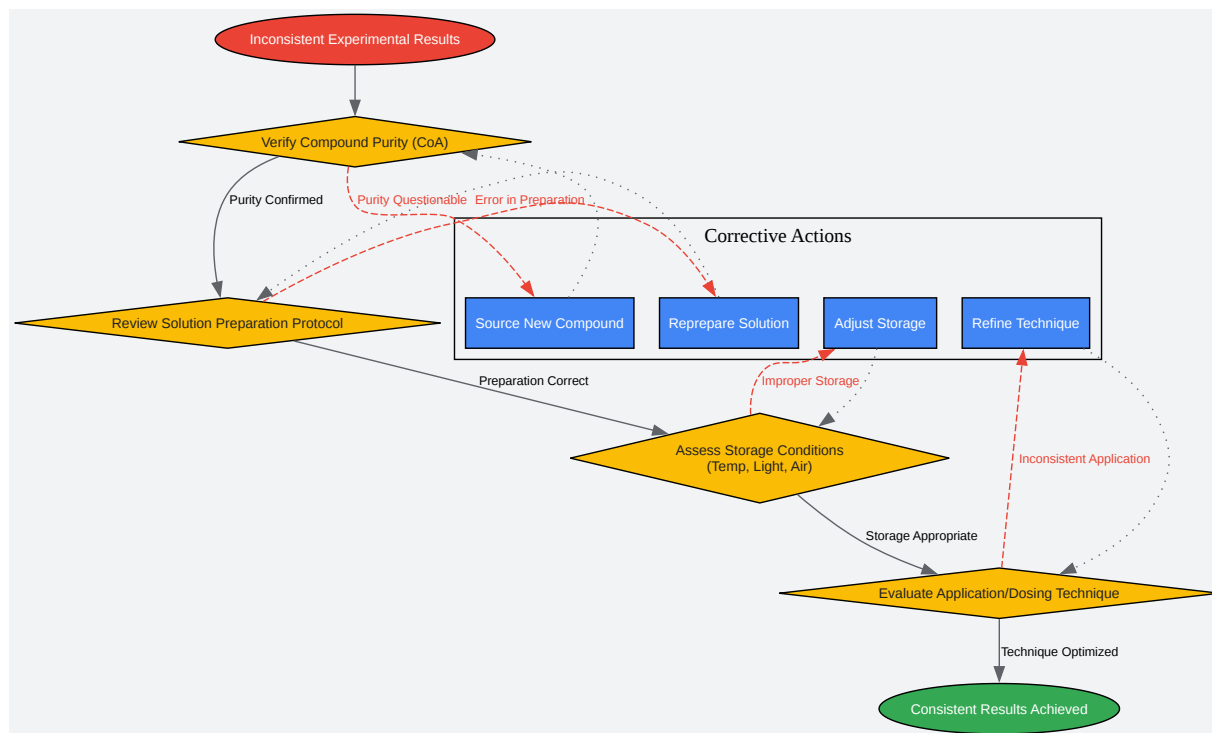 Inconsistent Experimental Results
Verify Compound Purity (CoA)
Purity Confirmed
Purity Questionable
Error in Preparation
Corrective Actions
Review Solution Preparation Protocol
Source New Compound
Reprepare Solution
Adjust Storage
Refine Technique
Preparation Correct
Improper Storage
Assess Storage Conditions
(Temp, Light, Air)
Inconsistent Application
Storage Appropriate
Evaluate Application/Dosing Technique
Technique Optimized
Consistent Results Achieved